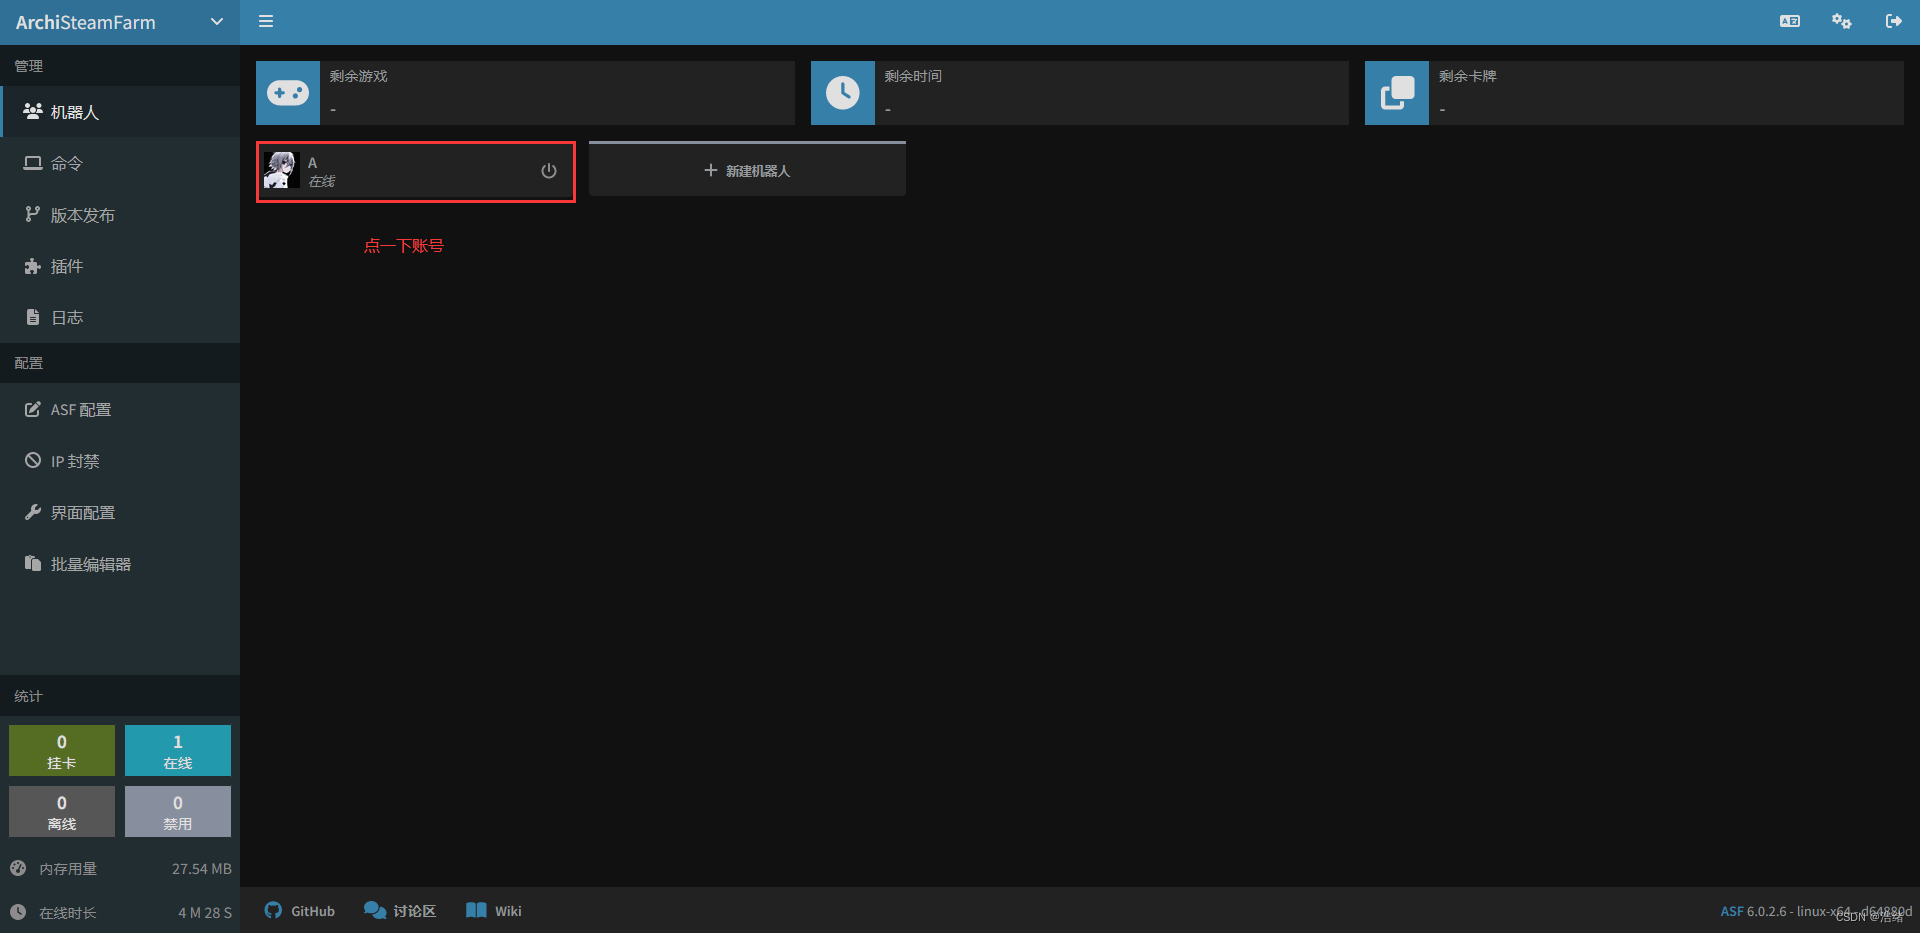 ArchiSteamFarm
管理
机器人
命令
版本发布
插件
日志
配置
ASF 配置
IP 封禁
界面配置
批量编辑器
统计
0
挂卡
1
在线
0
离线
0
禁用
内存用量 27.54 MB
在线时长 4 M 28 S
剩余游戏
-
剩余时间
-
剩余卡牌
-
A
在线
新建机器人
点一下账号
GitHub 讨论区 Wiki
ASF 6.0.2.6 - linux-x64 - d64880d
CSDN @浩绪